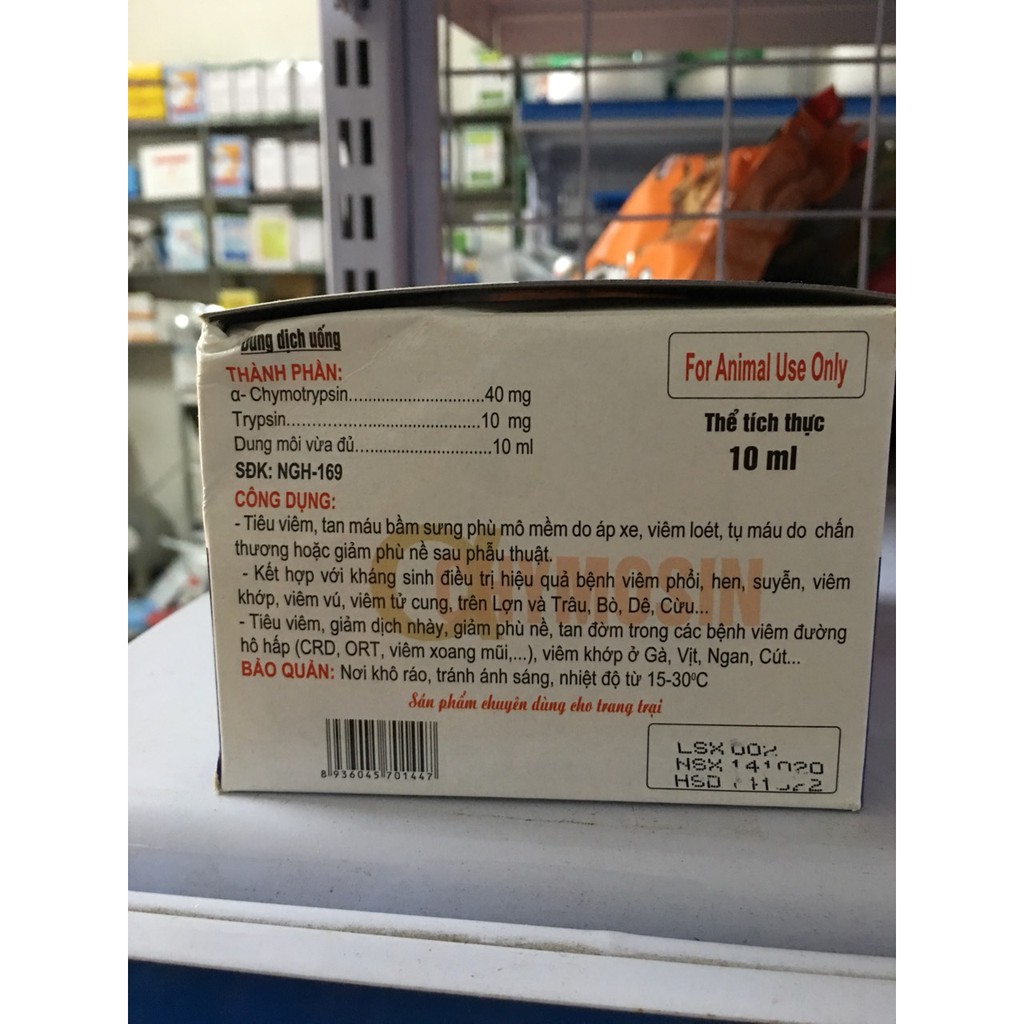 Dung dịch uống
THÀNH PHẦN:
α- Chymotrypsin..................................40 mg
Trypsin..........................................10 mg
Dung môi vừa đủ...............................10 ml
SĐK: NGH-169
CÔNG DỤNG:
- Tiêu viêm, tan máu bầm sưng phù mô mềm do áp xe, viêm loét, tụ máu do chấn
thương hoặc giảm phù nề sau phẫu thuật.
- Kết hợp với kháng sinh điều trị hiệu quả bệnh viêm phổi, hen, suyễn, viêm
khớp, viêm vú, viêm tử cung, trên Lợn và Trâu, Bò, Dê, Cừu...
- Tiêu viêm, giảm dịch nhày, giảm phù nề, tan đờm trong các bệnh viêm đường
hô hấp (CRD, ORT, viêm xoang mũi,...), viêm khớp ở Gà, Vịt, Ngan, Cút...
BẢO QUẢN: Nơi khô ráo, tránh ánh sáng, nhiệt độ từ 15-30⁰C
Sản phẩm chuyên dùng cho trang trại
For Animal Use Only
Thể tích thực
10 ml
8 936045 701447
LSX 002
NSX 141020
HSD